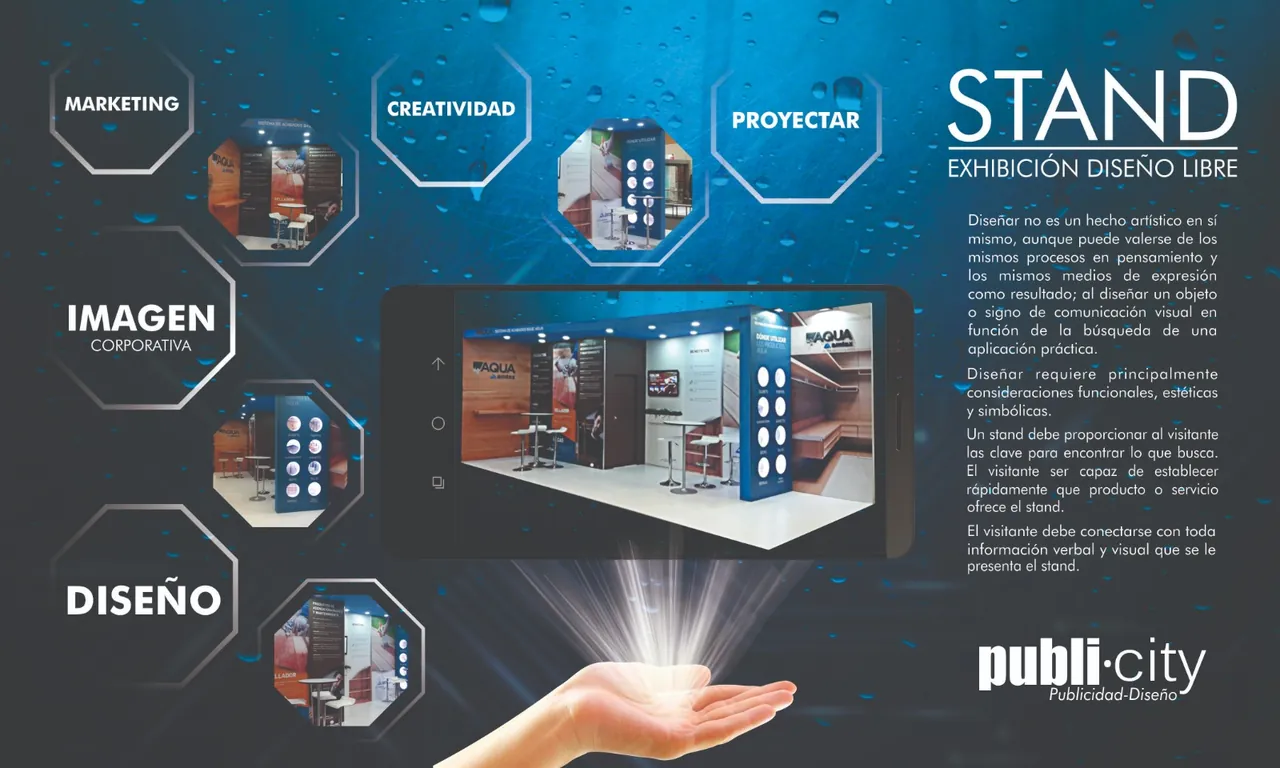 MARKETING
CREATIVIDAD
PROYECTAR
STAND
EXHIBICIÓN DISEÑO LIBRE
IMAGEN
CORPORATIVA
DISEÑO
AQUA
AQUA
DÓNDE UTILIZAR
AQUA
Diseñar no es un hecho artístico en sí
mismo, aunque puede valerse de los
mismos procesos en pensamiento y
los mismos medios de expresión
como resultado; al diseñar un objeto
o signo de comunicación visual en
función de la búsqueda de una
aplicación práctica.
Diseñar requiere principalmente
consideraciones funcionales, estéticas
y simbólicas.
Un stand debe proporcionar al visitante
las clave para encontrar lo que busca.
El visitante ser capaz de establecer
rápidamente que producto o servicio
ofrece el stand.
El visitante debe conectarse con toda
información verbal y visual que se le
presenta el stand.
publi·city
Publicidad-Diseño